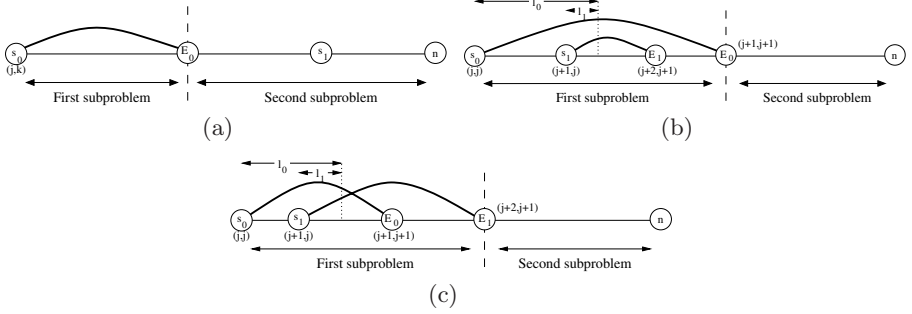 s0 E0 s1 n
(j,k)
First subproblem Second subproblem
(a)
l0
l1
s0 s1 E1 E0 (j+1,j+1) n
(j,j) (j+1,j) (j+2,j+1)
First subproblem Second subproblem
(b)
l0
l1
s0 s1 E0 E1 (j+2,j+1) n
(j,j) (j+1,j) (j+1,j+1)
First subproblem Second subproblem
(c)